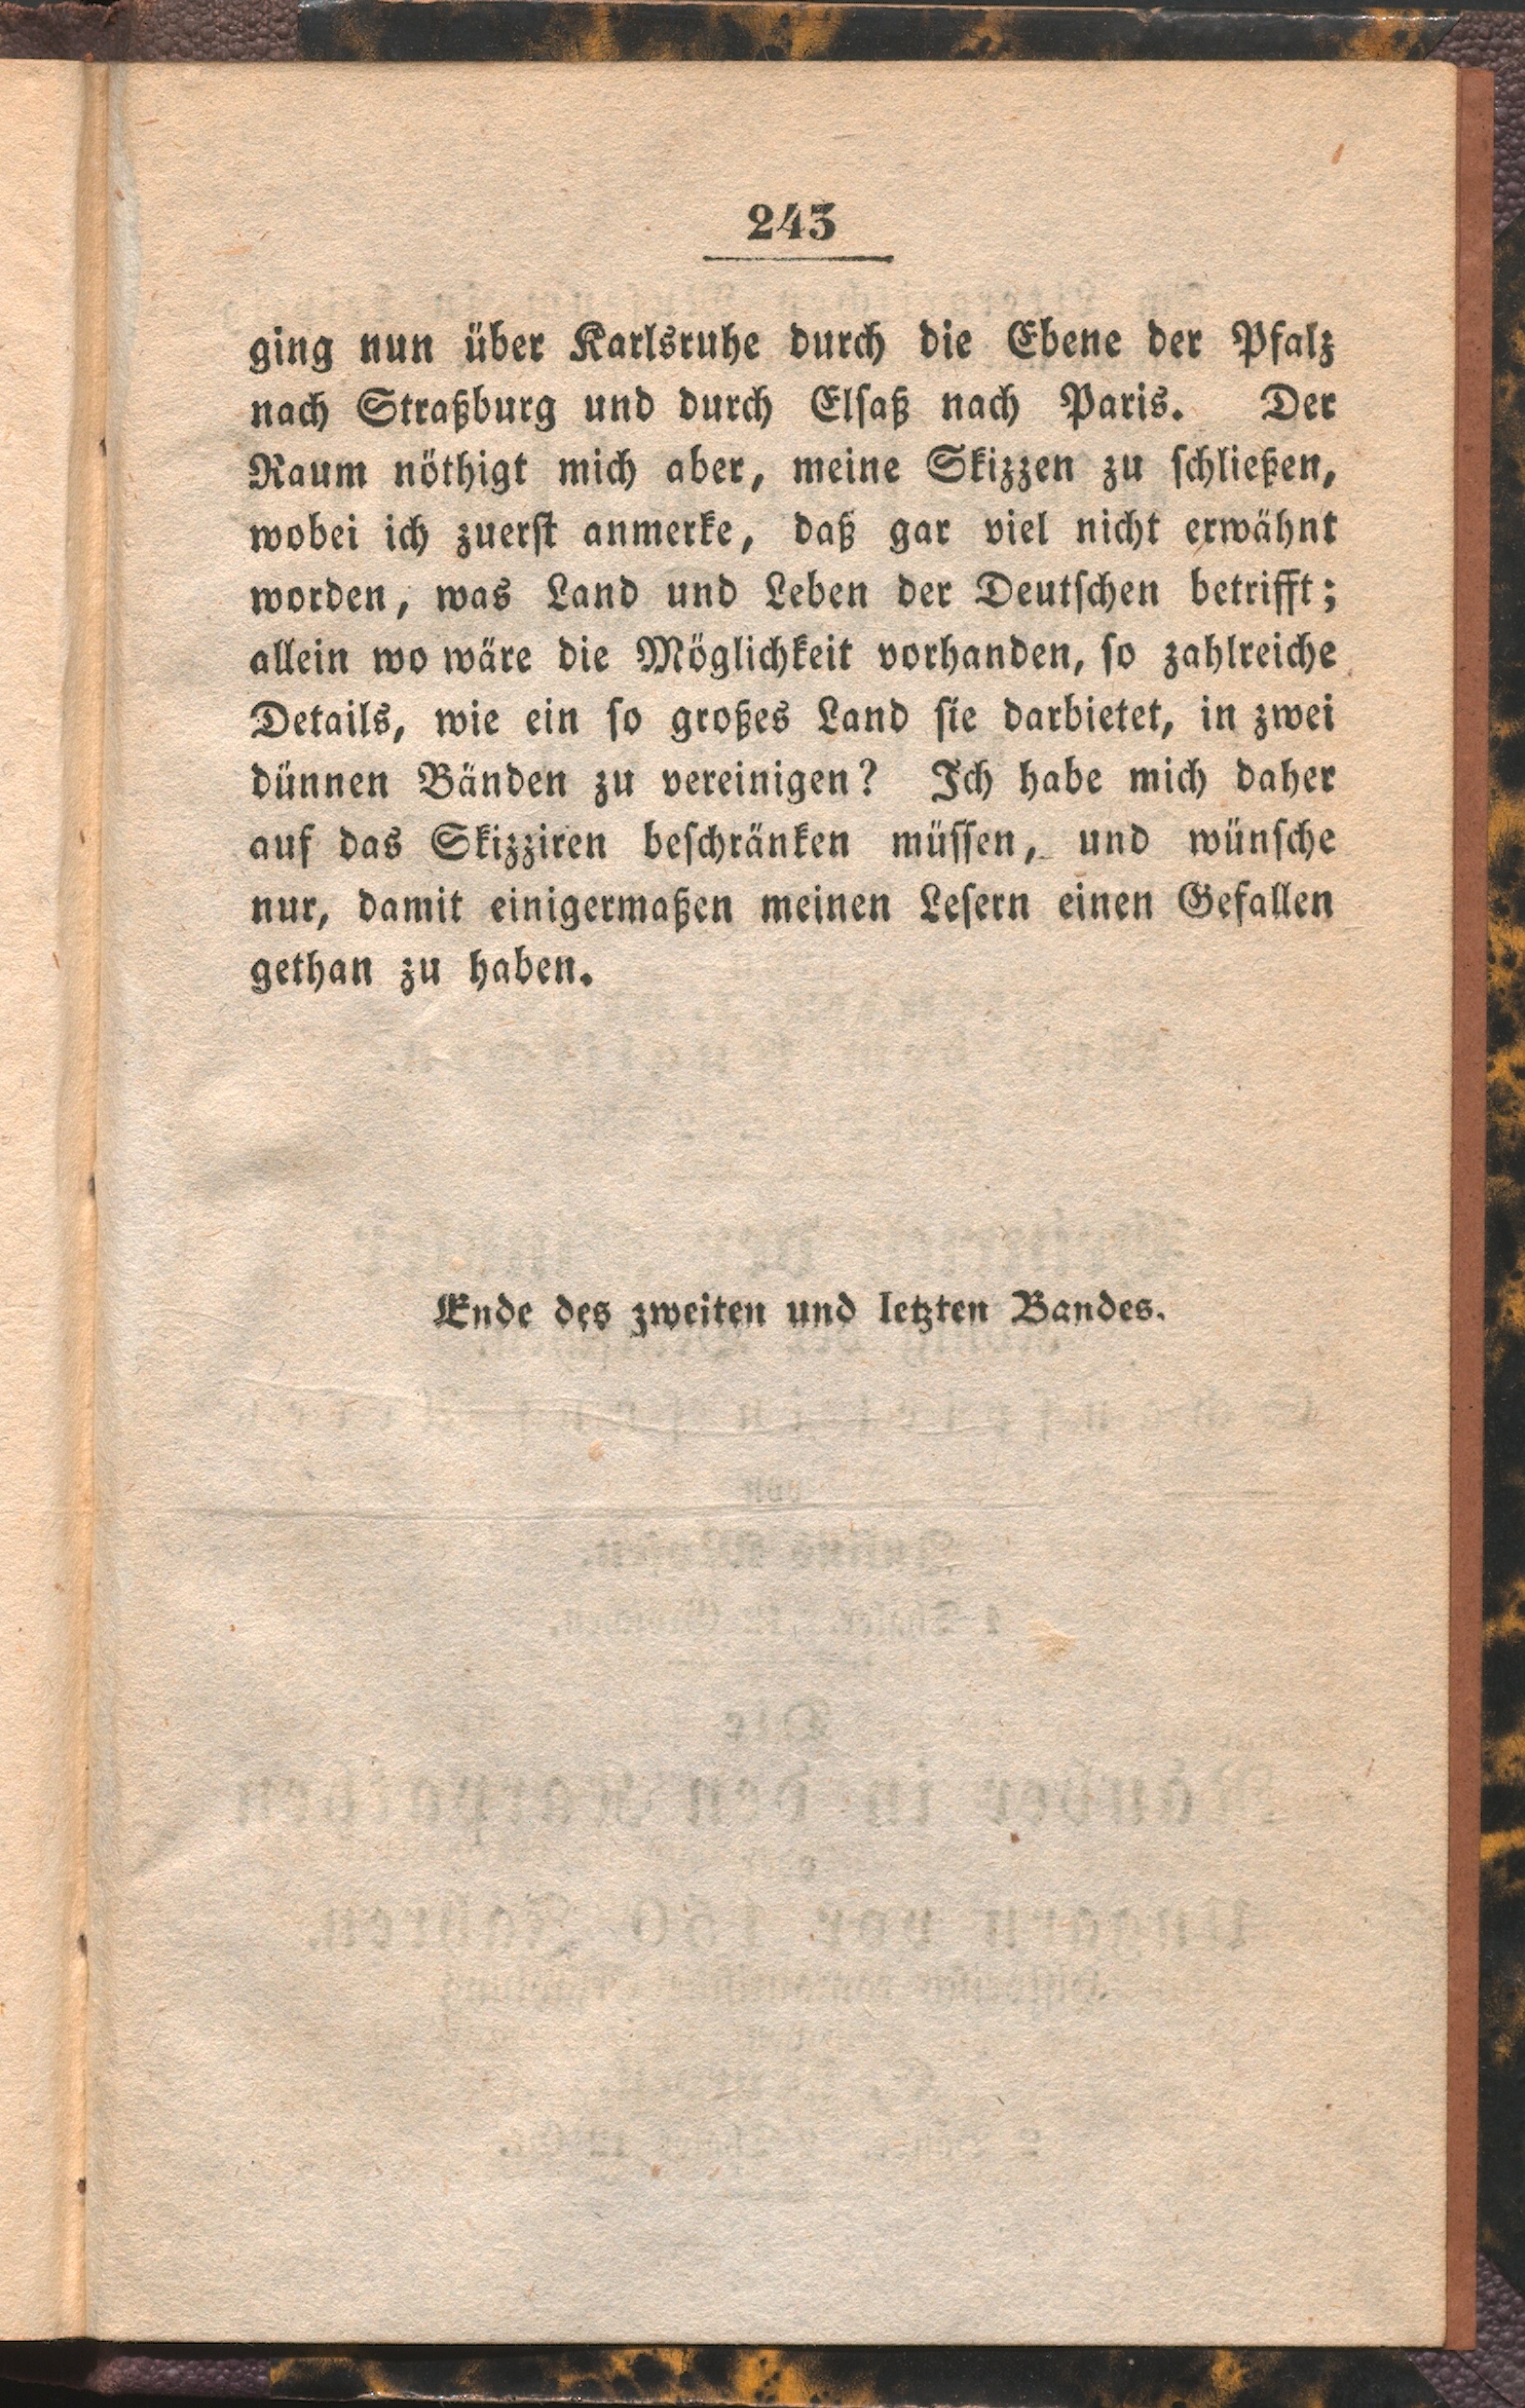 243
ging nun über Karlsruhe durch die Ebene der Pfalz
nach Straßburg und durch Elsaß nach Paris. Der
Raum nöthigt mich aber, meine Skizzen zu schließen,
wobei ich zuerst anmerke, daß gar viel nicht erwähnt
worden, was Land und Leben der Deutschen betrifft;
allein wo wäre die Möglichkeit vorhanden, so zahlreiche
Details, wie ein so großes Land sie darbietet, in zwei
dünnen Bänden zu vereinigen? Ich habe mich daher
auf das Skizziren beschränken müssen, und wünsche
nur, damit einigermaßen meinen Lesern einen Gefallen
gethan zu haben.
Ende des zweiten und letzten Bandes.